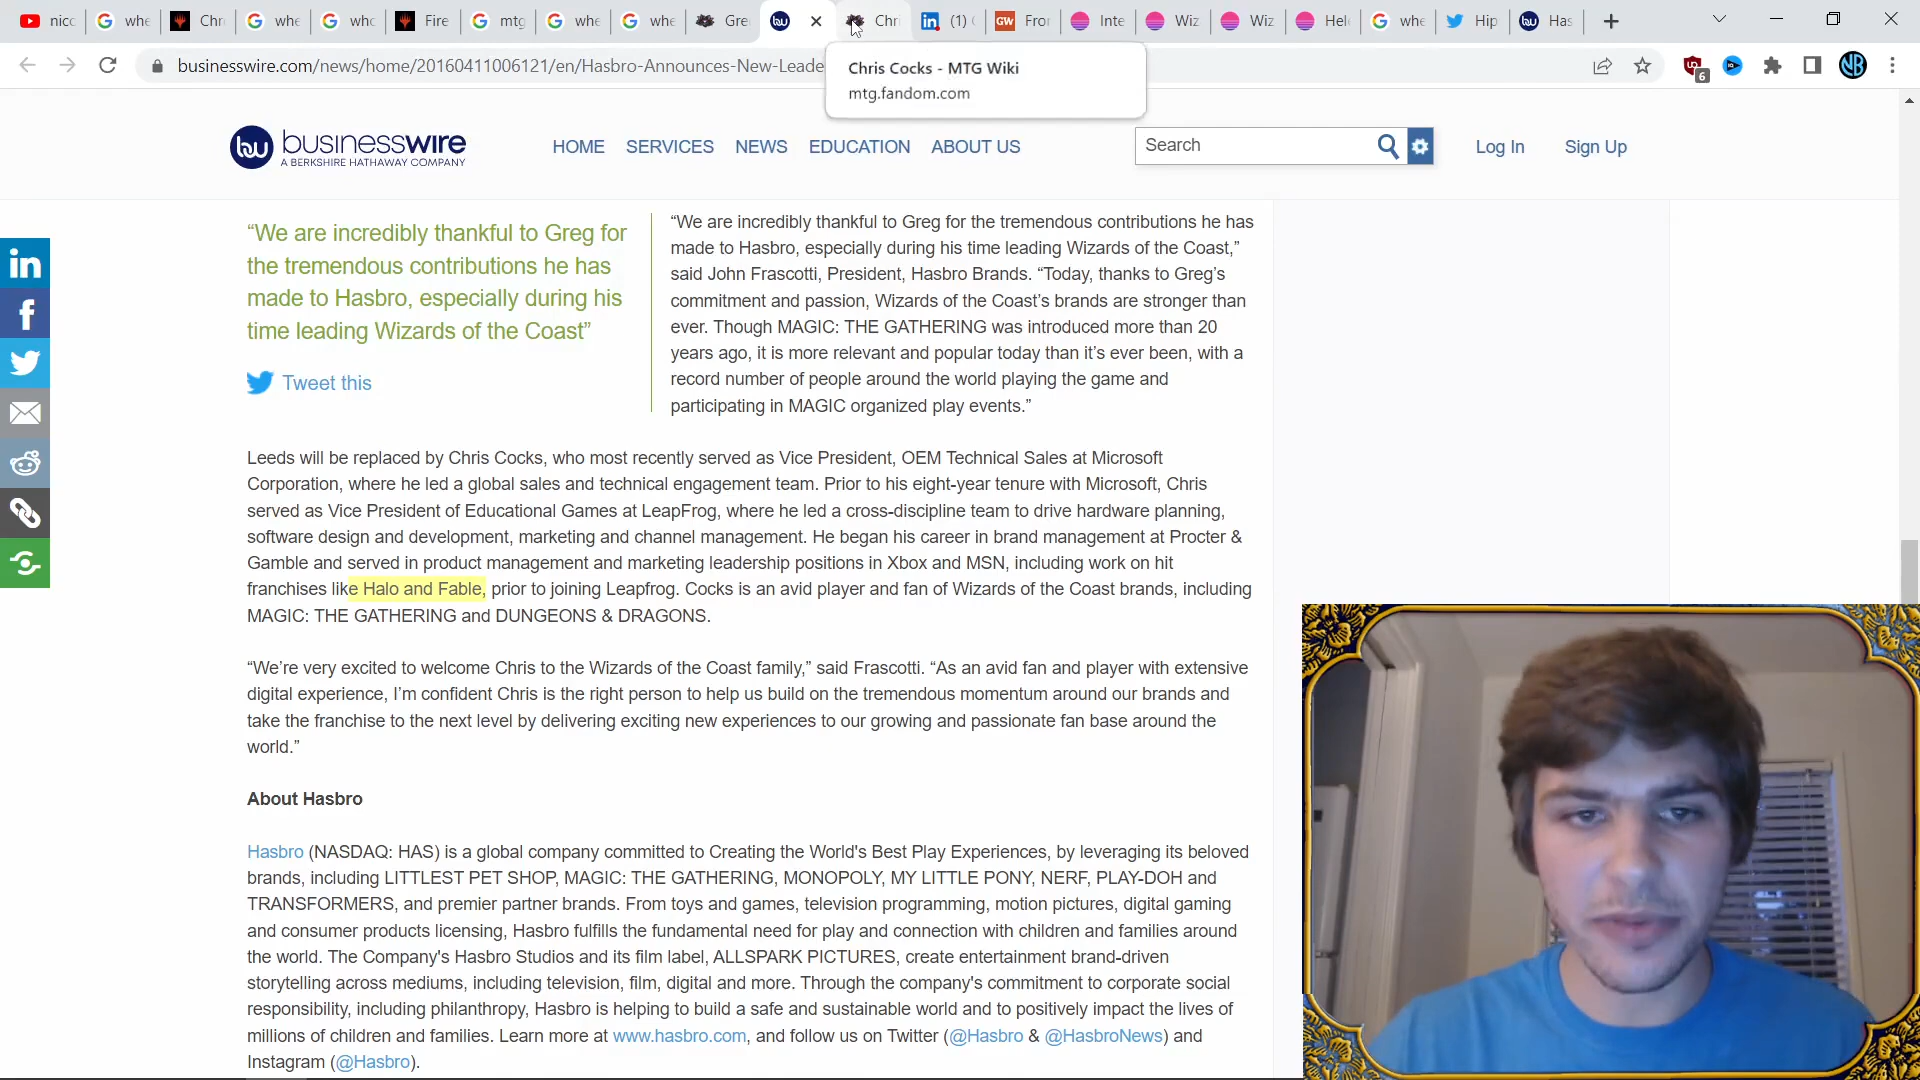 nicc
whe
Chr
whe
who
Fire
mtg
whe
whe
Gre
Chri
(1) (
GW
Fror
Inte
Wiz
Wiz
Hel
whe
Hip
Has
businesswire.com/news/home/20160411006121/en/Hasbro-Announces-New-Leade
6
NB
Chris Cocks - MTG Wiki
mtg.fandom.com
bw businesswire
A BERKSHIRE HATHAWAY COMPANY
HOME SERVICES NEWS EDUCATION ABOUT US
Search
Log In Sign Up
“We are incredibly thankful to Greg for
the tremendous contributions he has
made to Hasbro, especially during his
time leading Wizards of the Coast”
Tweet this
“We are incredibly thankful to Greg for the tremendous contributions he has
made to Hasbro, especially during his time leading Wizards of the Coast,”
said John Frascotti, President, Hasbro Brands. “Today, thanks to Greg’s
commitment and passion, Wizards of the Coast’s brands are stronger than
ever. Though MAGIC: THE GATHERING was introduced more than 20
years ago, it is more relevant and popular today than it’s ever been, with a
record number of people around the world playing the game and
participating in MAGIC organized play events.”
Leeds will be replaced by Chris Cocks, who most recently served as Vice President, OEM Technical Sales at Microsoft
Corporation, where he led a global sales and technical engagement team. Prior to his eight-year tenure with Microsoft, Chris
served as Vice President of Educational Games at LeapFrog, where he led a cross-discipline team to drive hardware planning,
software design and development, marketing and channel management. He began his career in brand management at Procter &
Gamble and served in product management and marketing leadership positions in Xbox and MSN, including work on hit
franchises like Halo and Fable, prior to joining Leapfrog. Cocks is an avid player and fan of Wizards of the Coast brands, including
MAGIC: THE GATHERING and DUNGEONS & DRAGONS.
“We’re very excited to welcome Chris to the Wizards of the Coast family,” said Frascotti. “As an avid fan and player with extensive
digital experience, I’m confident Chris is the right person to help us build on the tremendous momentum around our brands and
take the franchise to the next level by delivering exciting new experiences to our growing and passionate fan base around the
world.”
About Hasbro
Hasbro (NASDAQ: HAS) is a global company committed to Creating the World's Best Play Experiences, by leveraging its beloved
brands, including LITTLEST PET SHOP, MAGIC: THE GATHERING, MONOPOLY, MY LITTLE PONY, NERF, PLAY-DOH and
TRANSFORMERS, and premier partner brands. From toys and games, television programming, motion pictures, digital gaming
and consumer products licensing, Hasbro fulfills the fundamental need for play and connection with children and families around
the world. The Company's Hasbro Studios and its film label, ALLSPARK PICTURES, create entertainment brand-driven
storytelling across mediums, including television, film, digital and more. Through the company's commitment to corporate social
responsibility, including philanthropy, Hasbro is helping to build a safe and sustainable world and to positively impact the lives of
millions of children and families. Learn more at www.hasbro.com, and follow us on Twitter (@Hasbro & @HasbroNews) and
Instagram (@Hasbro).